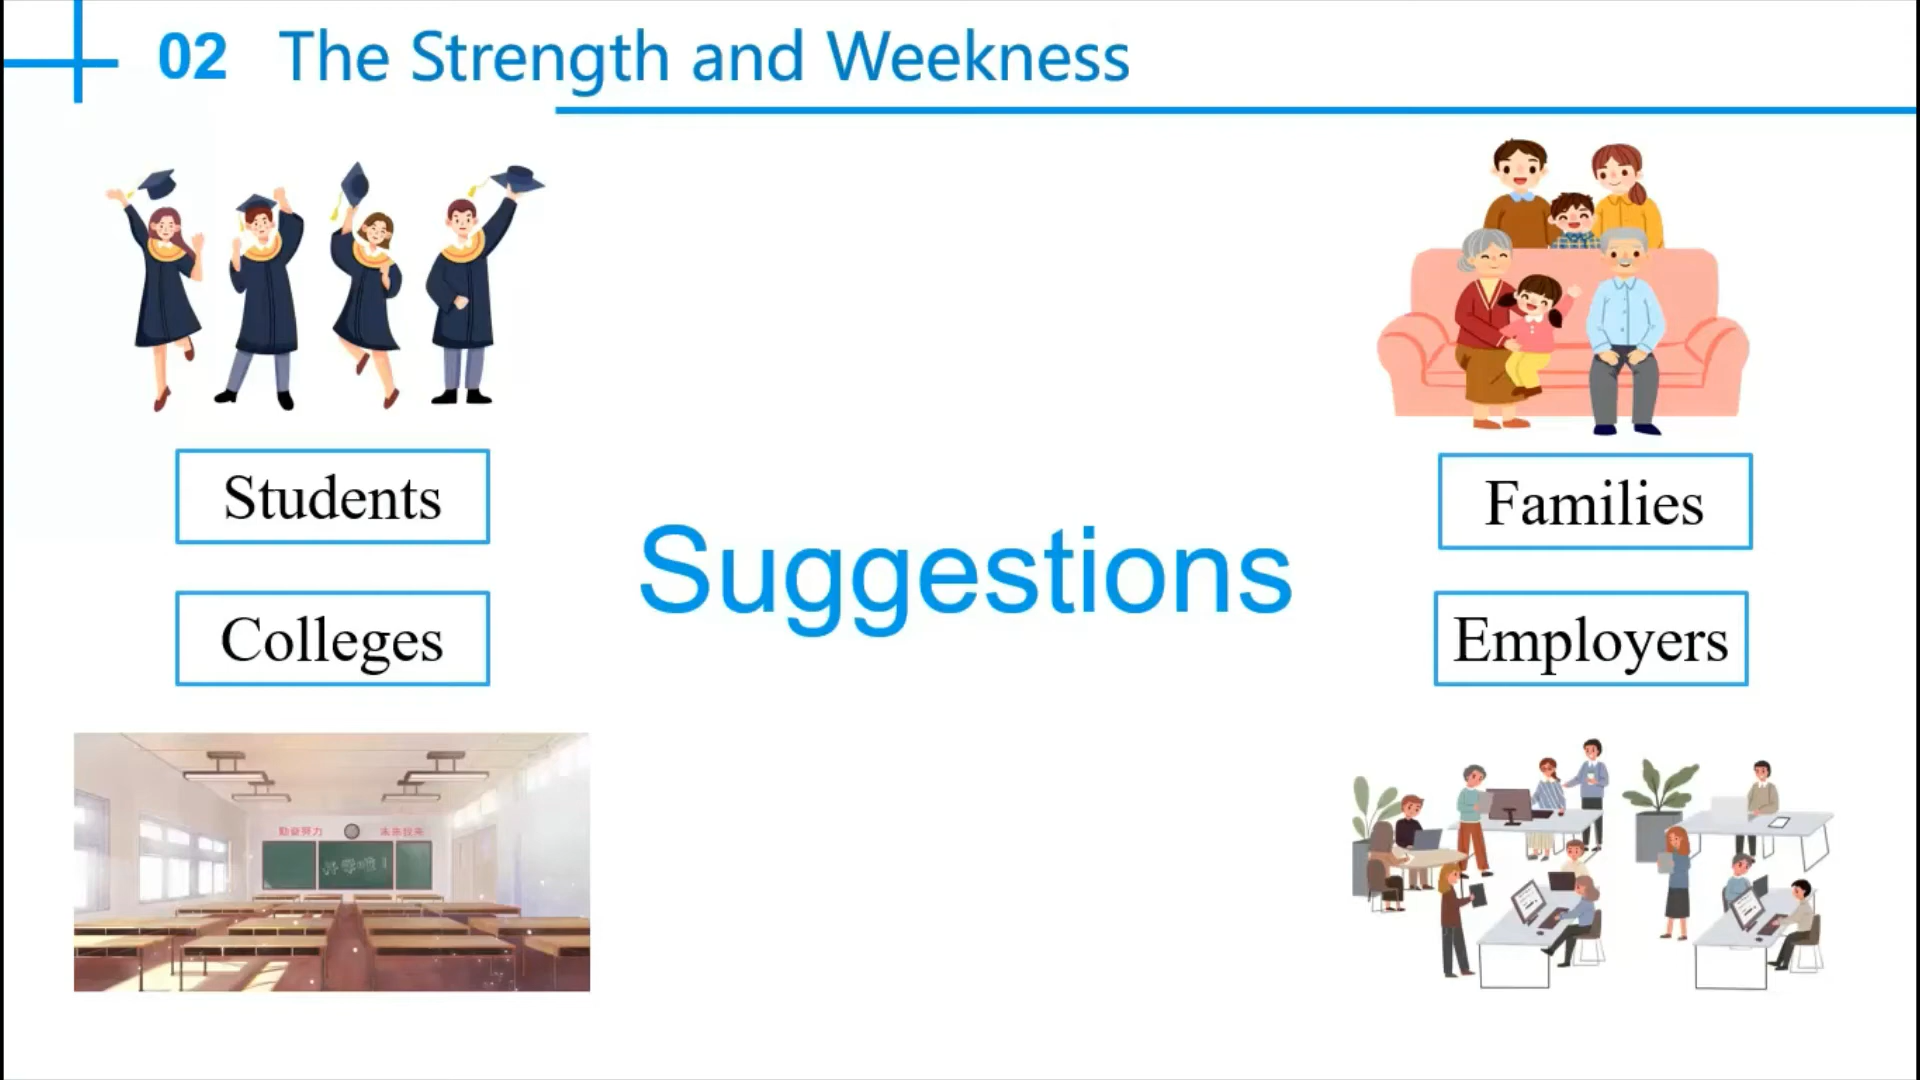 02 The Strength and Weekness
Students
Families
Suggestions
Colleges
Employers